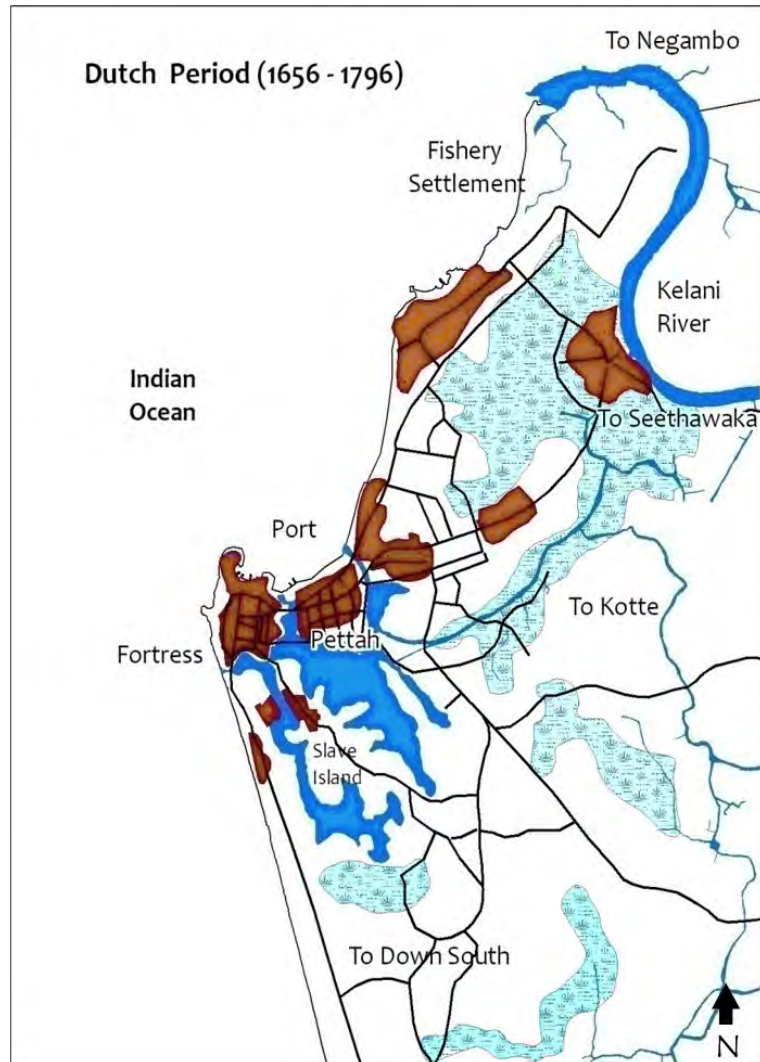 To Negambo
Dutch Period (1656 - 1796)
Fishery
Settlement
Kelani
River
Indian
Ocean
To Seethawaka
Port
To Kotte
Pettah
Fortress
Slave
Island
To Down South
N